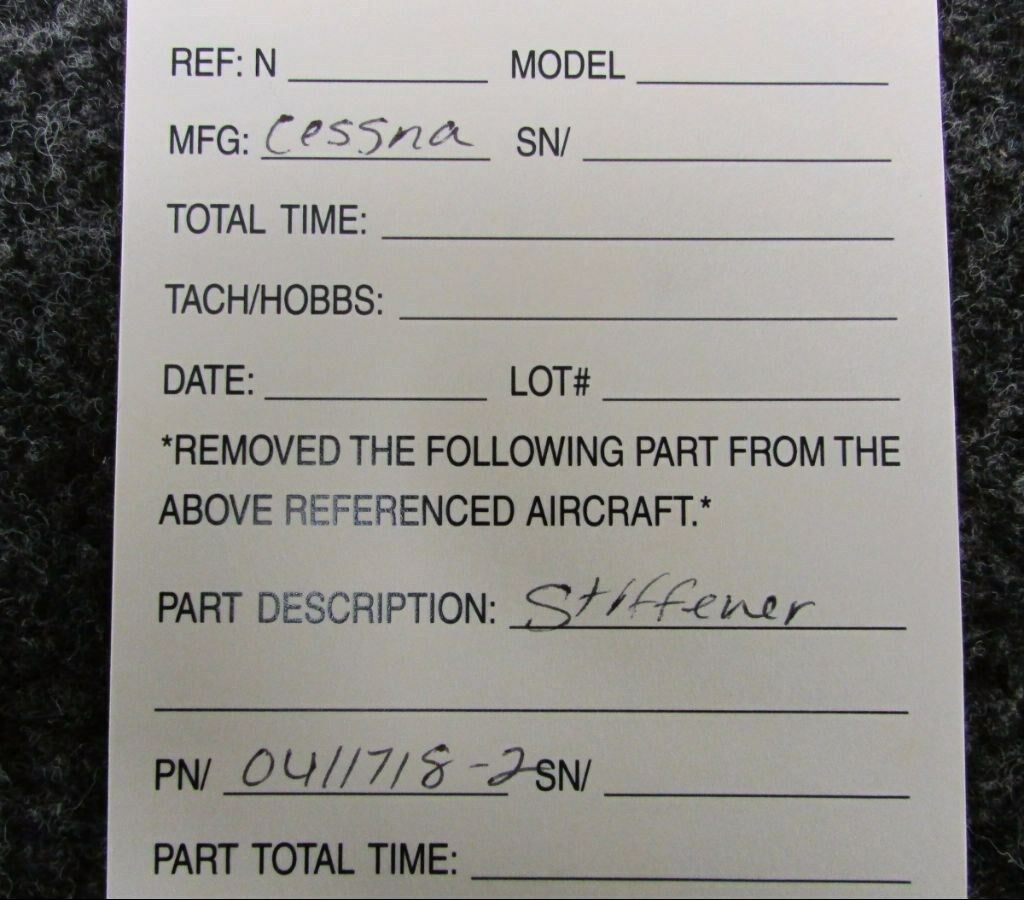 REF: N MODEL
MFG: Cessna SN/
TOTAL TIME:
TACH/HOBBS:
DATE: LOT#
*REMOVED THE FOLLOWING PART FROM THE
ABOVE REFERENCED AIRCRAFT.*
PART DESCRIPTION: Stiffener
PN/ 0411718-2 SN/
PART TOTAL TIME: